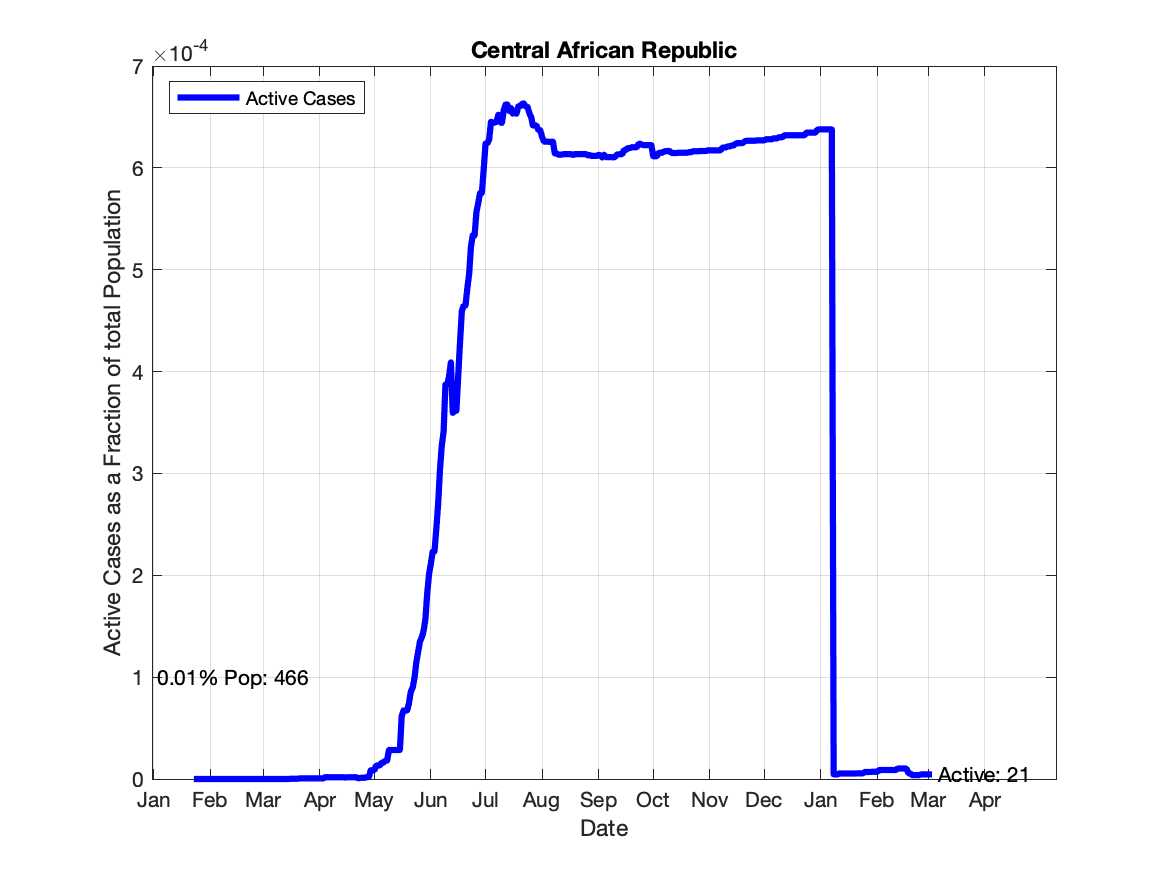 Central African Republic
×10-4
Active Cases
Active Cases as a Fraction of total Population
7
6
5
4
3
2
1
0
0.01% Pop: 466
Active: 21
Jan Feb Mar Apr May Jun Jul Aug Sep Oct Nov Dec Jan Feb Mar Apr
Date